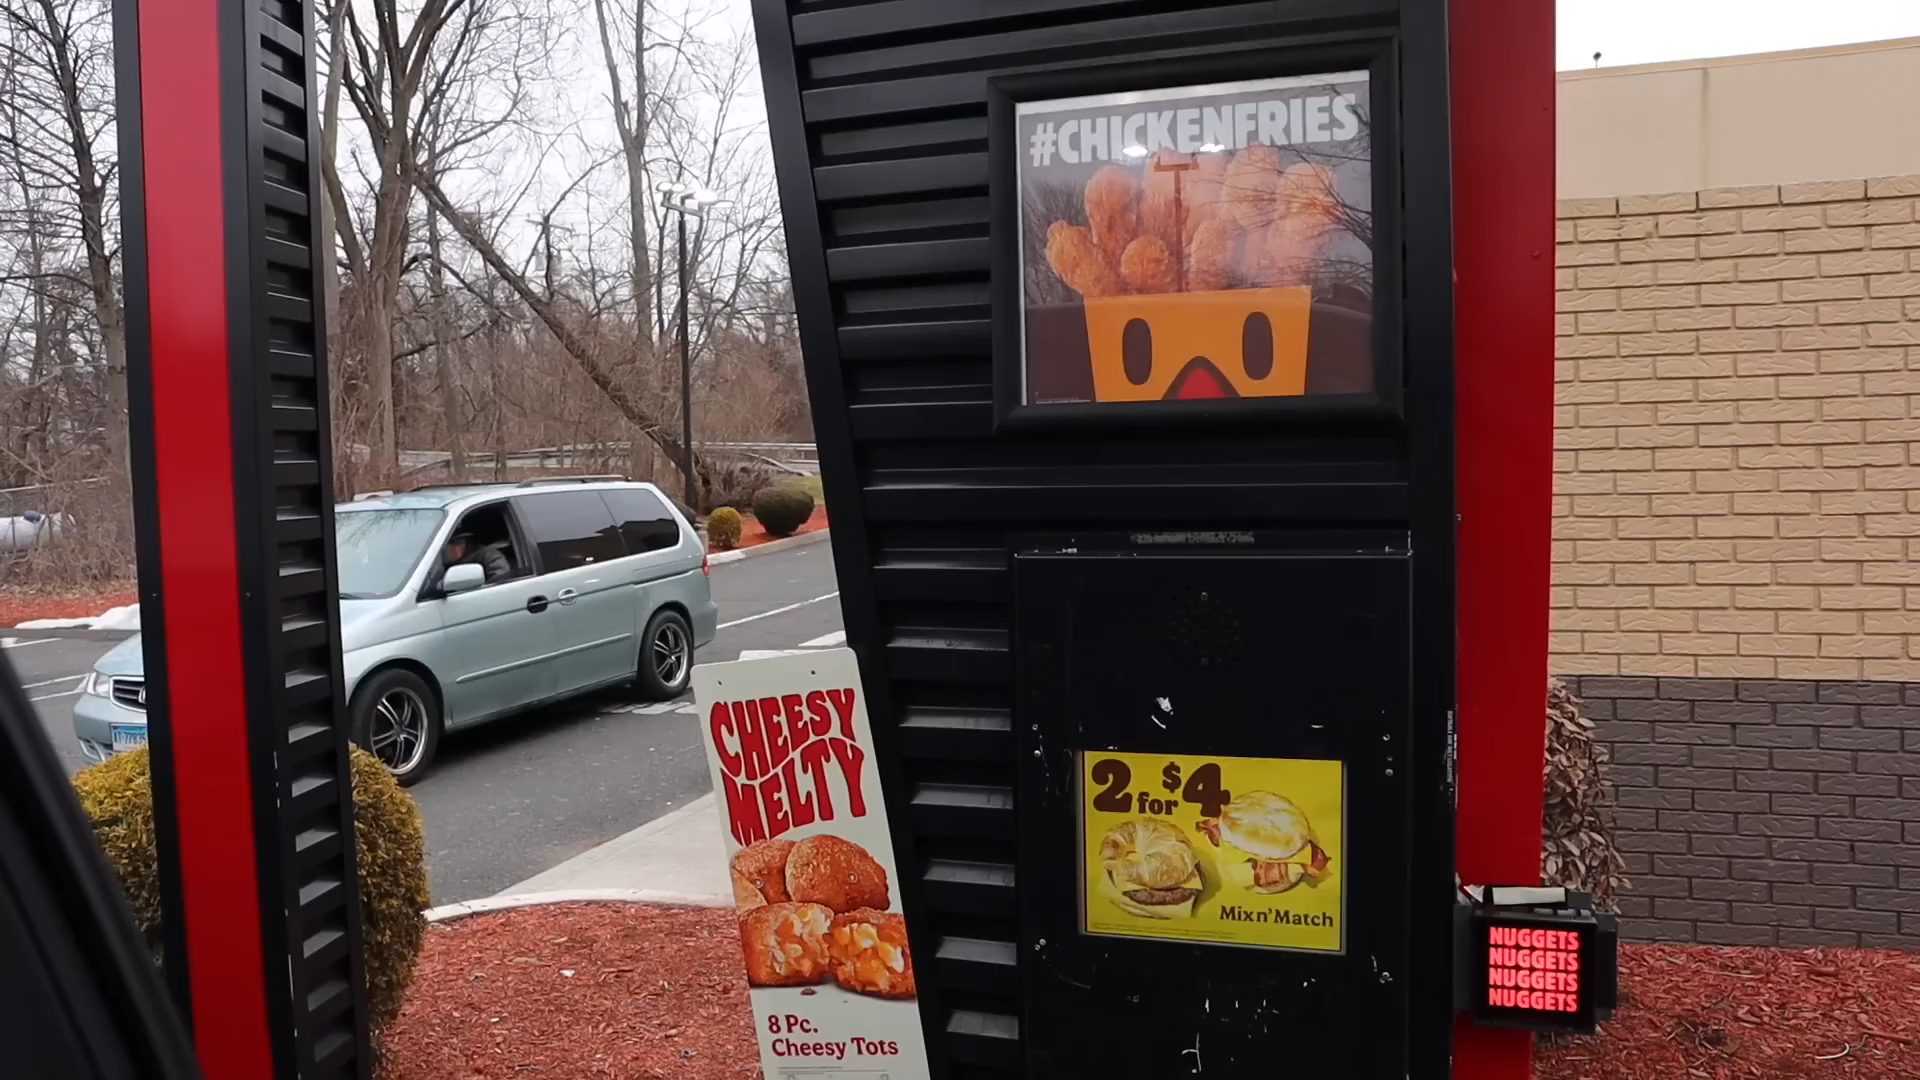 #CHICKENFRIES
CHEESY
MELTY
8 Pc.
Cheesy Tots
2 for $4
Mix n' Match
NUGGETS
NUGGETS
NUGGETS
NUGGETS